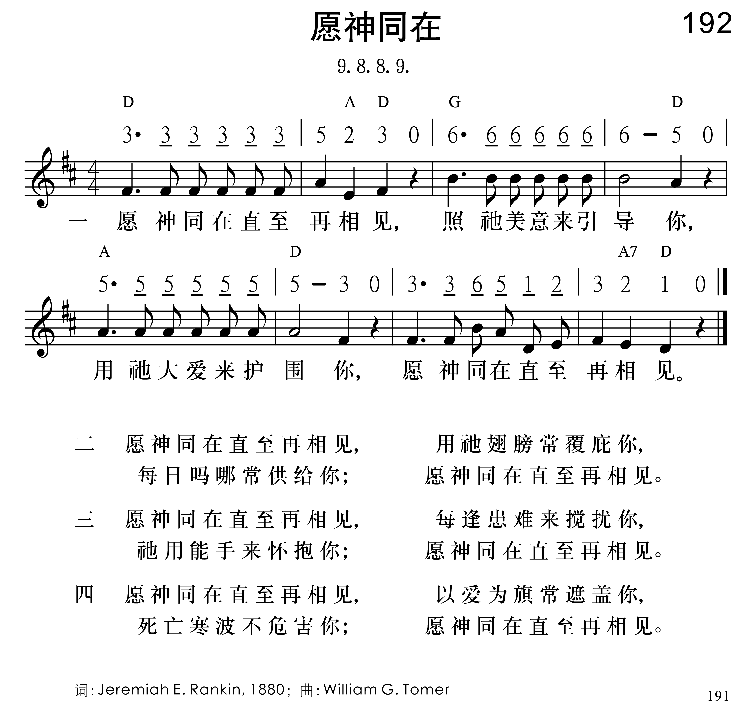 愿神同在
192
9. 8. 8. 9.
D A D G D
3• 3 3 3 3 3 | 5 2 3 0 | 6• 6 6 6 6 6 | 6 – 5 0 |
4
4
一 愿 神同在直至 再相见, 照 祂美意来引 导 你,
A D A7 D
5• 5 5 5 5 5 | 5 – 3 0 | 3• 3 6 5 1 2 | 3 2 1 0
用 祂大爱来护 围 你, 愿 神同在直至 再相见。
二 愿神同在直至再相见, 用祂翅膀常覆庇你,
每日吗哪常供给你; 愿神同在直至再相见。
三 愿神同在直至再相见, 每逢患难来搅扰你,
祂用能手来怀抱你; 愿神同在直至再相见。
四 愿神同在直至再相见, 以爱为旗常遮盖你,
死亡寒波不危害你; 愿神同在直至再相见。
词: Jeremiah E. Rankin, 1880; 曲: William G. Tomer
191